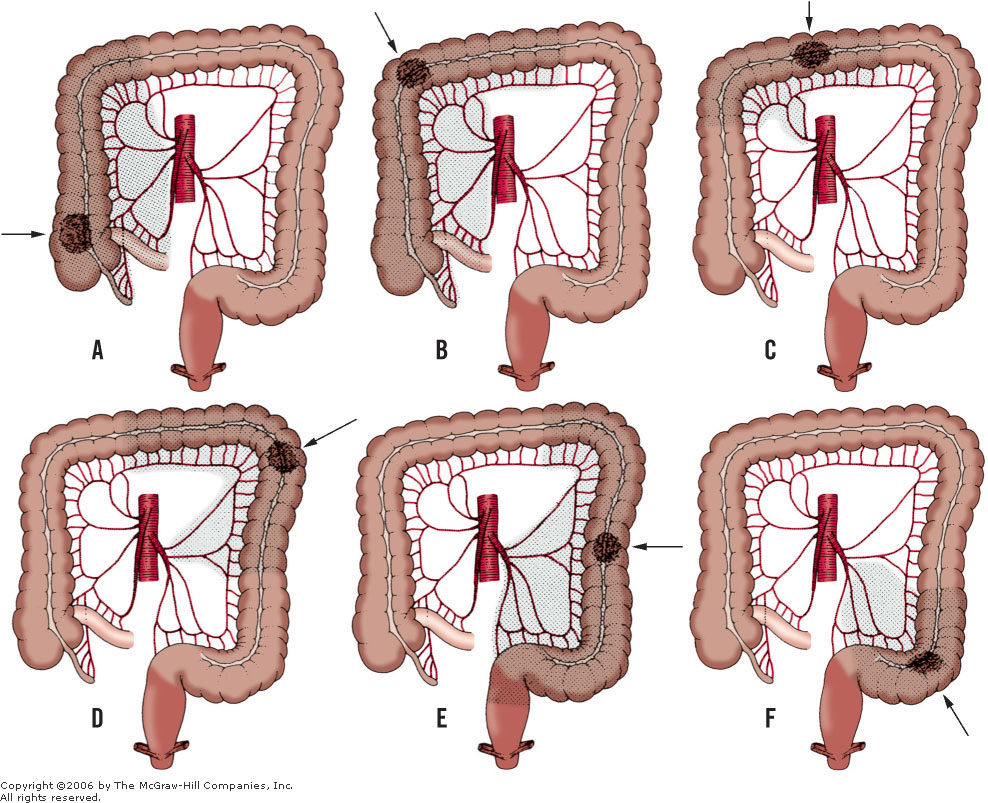 A
B
C
D
E
F
Copyright ©2006 by The McGraw-Hill Companies, Inc.
All rights reserved.